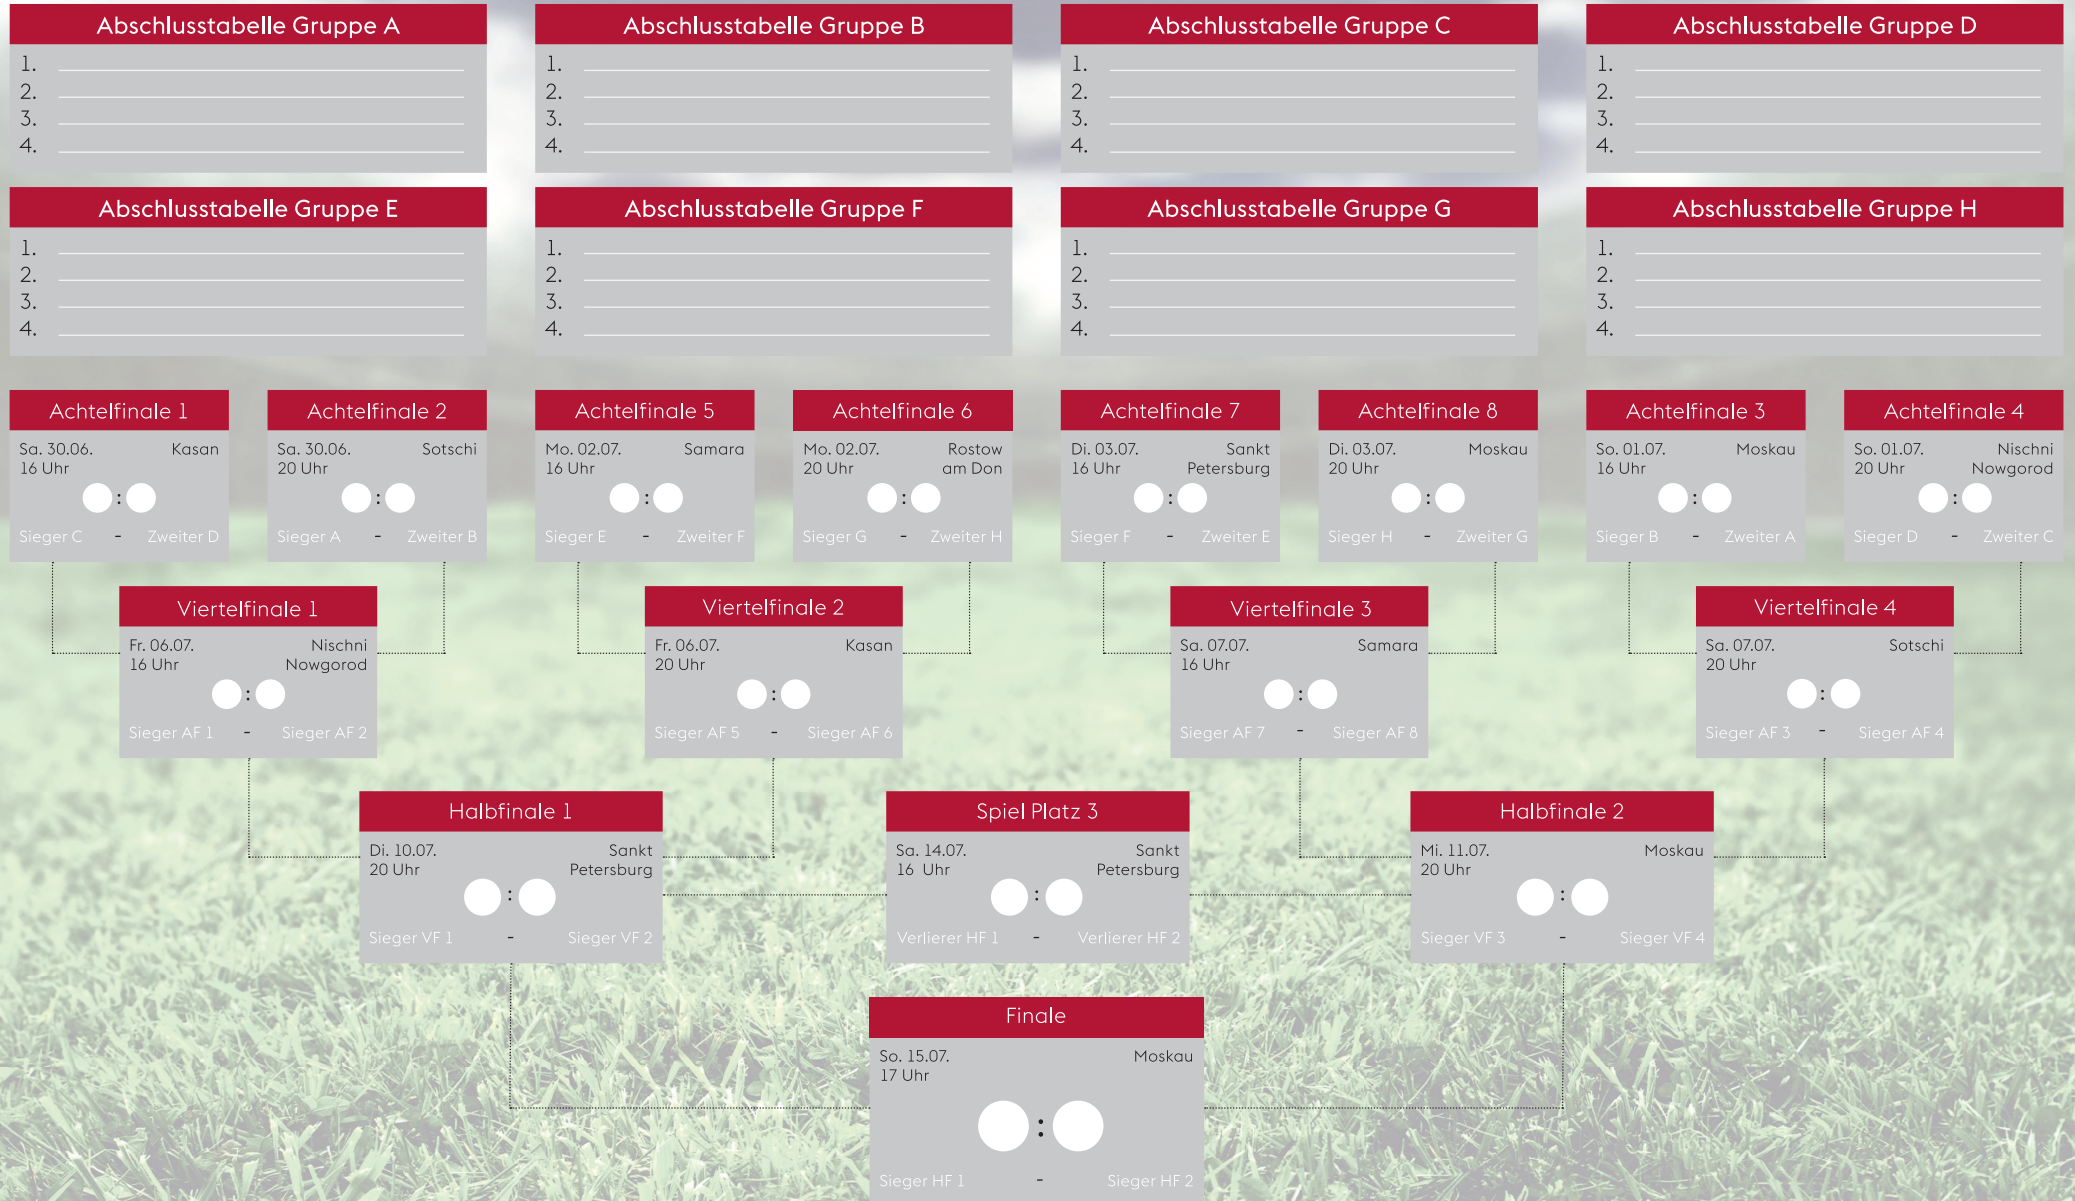 Abschlusstabelle Gruppe A
1.
2.
3.
4.
Abschlusstabelle Gruppe B
1.
2.
3.
4.
Abschlusstabelle Gruppe C
1.
2.
3.
4.
Abschlusstabelle Gruppe D
1.
2.
3.
4.
Abschlusstabelle Gruppe E
1.
2.
3.
4.
Abschlusstabelle Gruppe F
1.
2.
3.
4.
Abschlusstabelle Gruppe G
1.
2.
3.
4.
Abschlusstabelle Gruppe H
1.
2.
3.
4.
Achtelfinale 1
Sa. 30.06. Kasan
16 Uhr
:
Sieger C - Zweiter D
Achtelfinale 2
Sa. 30.06. Sotschi
20 Uhr
:
Sieger A - Zweiter B
Achtelfinale 5
Mo. 02.07. Samara
16 Uhr
:
Sieger E - Zweiter F
Achtelfinale 6
Mo. 02.07. Rostow
20 Uhr am Don
:
Sieger G - Zweiter H
Achtelfinale 7
Di. 03.07. Sankt
16 Uhr Petersburg
:
Sieger F - Zweiter E
Achtelfinale 8
Di. 03.07. Moskau
20 Uhr
:
Sieger H - Zweiter G
Achtelfinale 3
So. 01.07. Moskau
16 Uhr
:
Sieger B - Zweiter A
Achtelfinale 4
So. 01.07. Nischni
20 Uhr Nowgorod
:
Sieger D - Zweiter C
Viertelfinale 1
Fr. 06.07. Nischni
16 Uhr Nowgorod
:
Sieger AF 1 - Sieger AF 2
Viertelfinale 2
Fr. 06.07. Kasan
20 Uhr
:
Sieger AF 5 - Sieger AF 6
Viertelfinale 3
Sa. 07.07. Samara
16 Uhr
:
Sieger AF 7 - Sieger AF 8
Viertelfinale 4
Sa. 07.07. Sotschi
20 Uhr
:
Sieger AF 3 - Sieger AF 4
Halbfinale 1
Di. 10.07. Sankt
20 Uhr Petersburg
:
Sieger VF 1 - Sieger VF 2
Spiel Platz 3
Sa. 14.07. Sankt
16 Uhr Petersburg
:
Verlierer HF 1 - Verlierer HF 2
Halbfinale 2
Mi. 11.07. Moskau
20 Uhr
:
Sieger VF 3 - Sieger VF 4
Finale
So. 15.07. Moskau
17 Uhr
:
Sieger HF 1 - Sieger HF 2